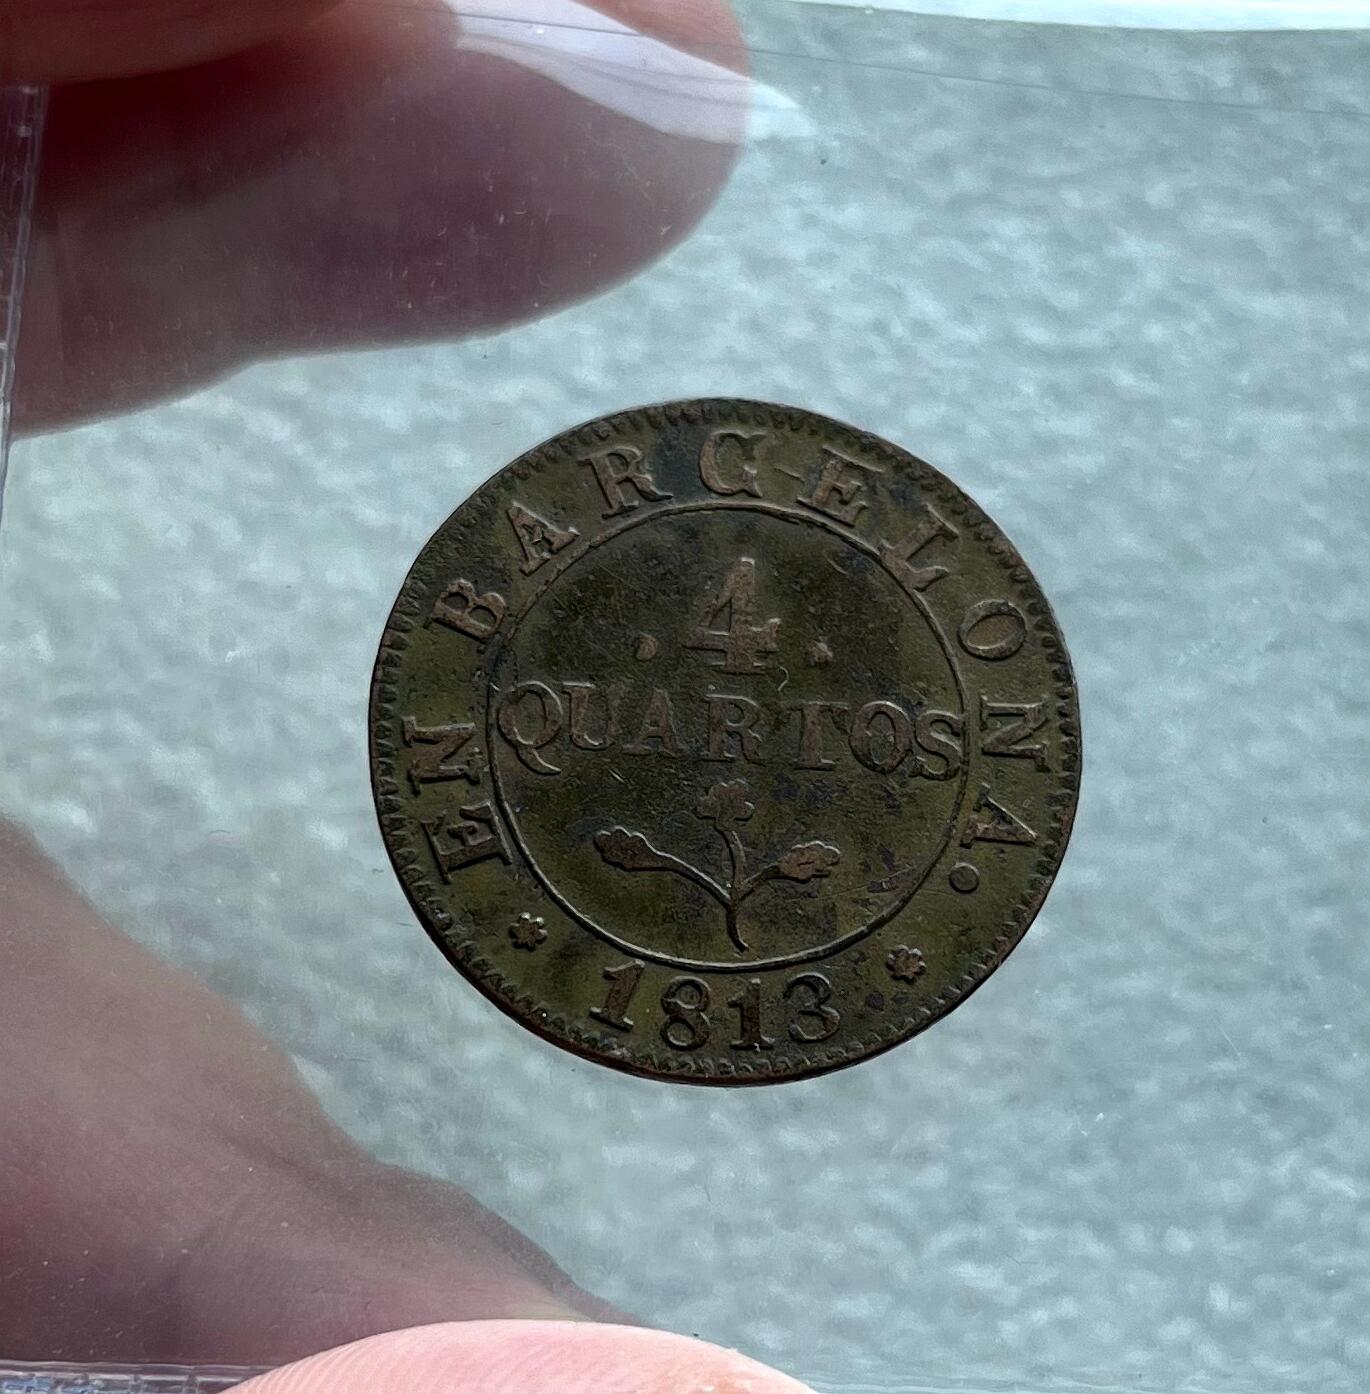 EN BARCELONA.
. 4 .
QUARTOS
* 1813 *